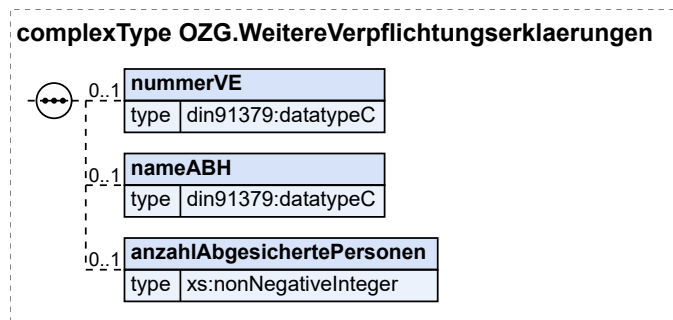 complexType OZG.WeitereVerpflichtungserklaerungen
0..1 nummerVE
type din91379:datatypeC
0..1 nameABH
type din91379:datatypeC
0..1 anzahlAbgesichertePersonen
type xs:nonNegativeInteger